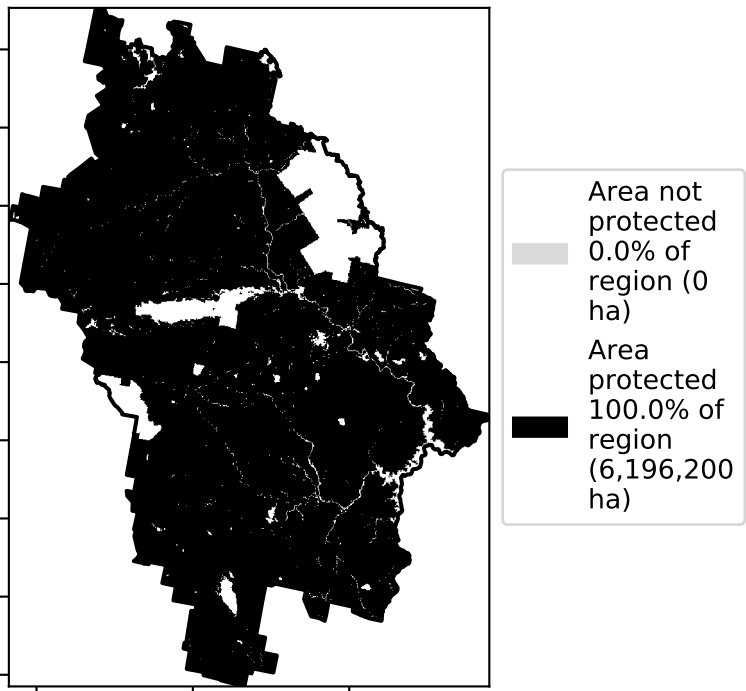 Area not
protected
0.0% of
region (0
ha)
Area
protected
100.0% of
region
(6,196,200
ha)